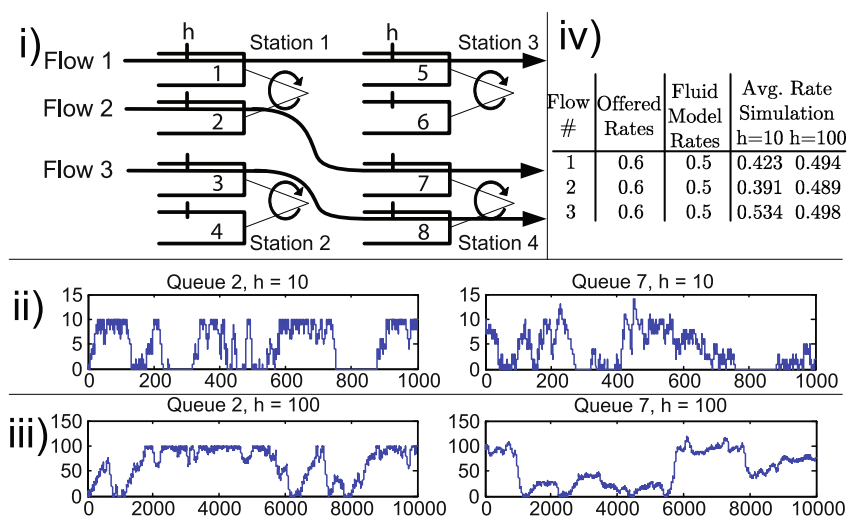 i)
h
Station 1
h
Station 3
Flow 1
1
5
Flow 2
2
6
Flow 3
3
7
4
Station 2
8
Station 4
iv)
Flow # Offered Rates Fluid Model Rates Avg. Rate Simulation h=10 h=100
1 0.6 0.5 0.423 0.494
2 0.6 0.5 0.391 0.489
3 0.6 0.5 0.534 0.498
ii)
Queue 2, h = 10
15
10
5
0
0 200 400 600 800 1000
Queue 7, h = 10
15
10
5
0
0 200 400 600 800 1000
iii)
Queue 2, h = 100
150
100
50
0
0 2000 4000 6000 8000 10000
Queue 7, h = 100
150
100
50
0
0 2000 4000 6000 8000 10000